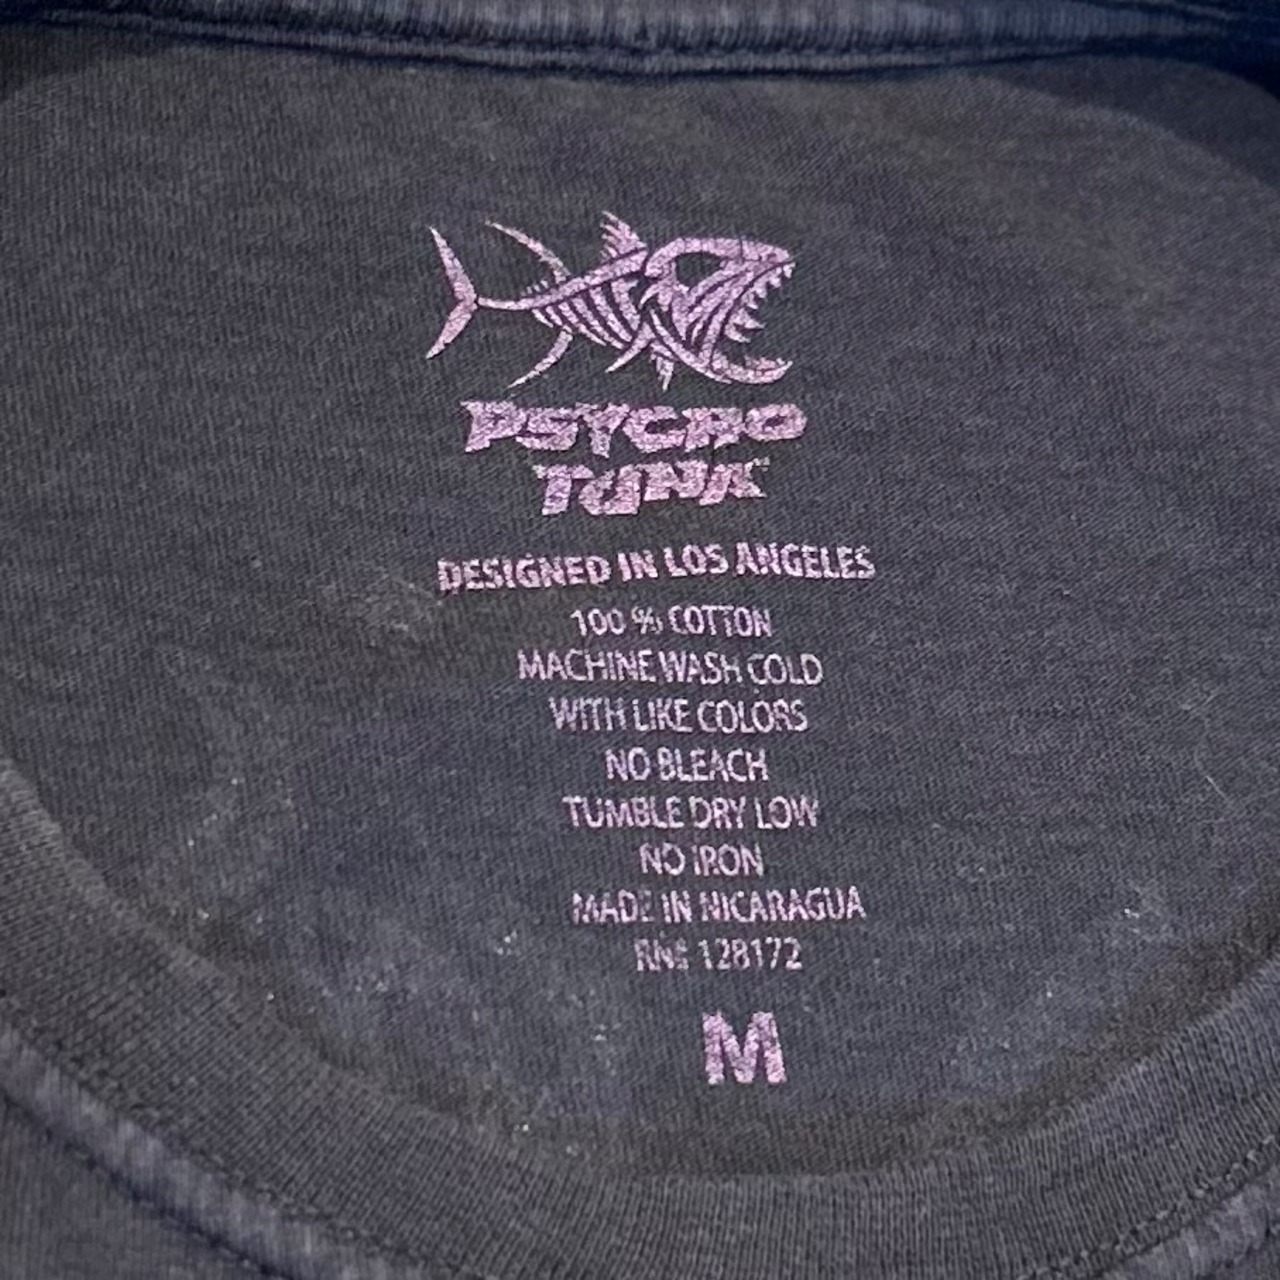 PSYCHO
TUNA
DESIGNED IN LOS ANGELES
100 % COTTON
MACHINE WASH COLD
WITH LIKE COLORS
NO BLEACH
TUMBLE DRY LOW
NO IRON
MADE IN NICARAGUA
RN# 128172
M